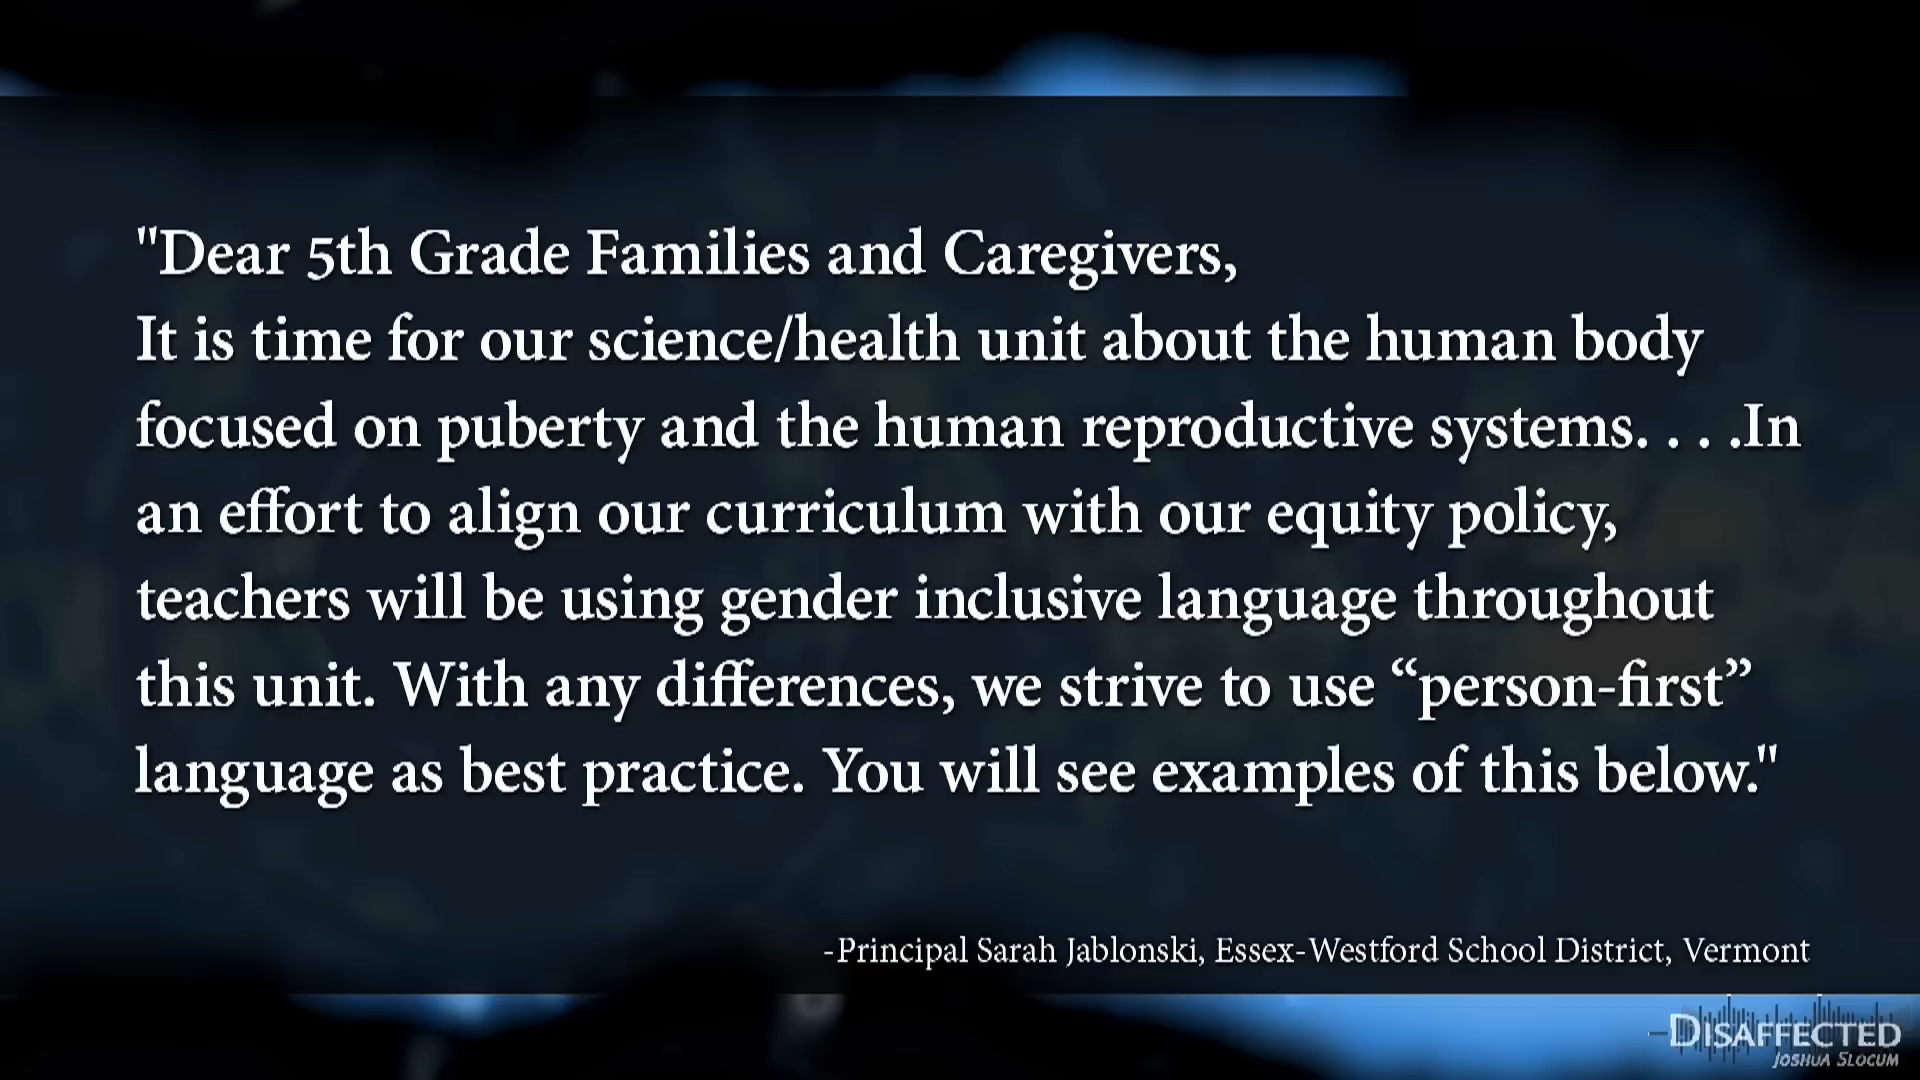 "Dear 5th Grade Families and Caregivers,
It is time for our science/health unit about the human body
focused on puberty and the human reproductive systems. . . .In
an effort to align our curriculum with our equity policy,
teachers will be using gender inclusive language throughout
this unit. With any differences, we strive to use “person-first”
language as best practice. You will see examples of this below."
-Principal Sarah Jablonski, Essex-Westford School District, Vermont
DISAFFECTED
JOSHUA SLOCUM